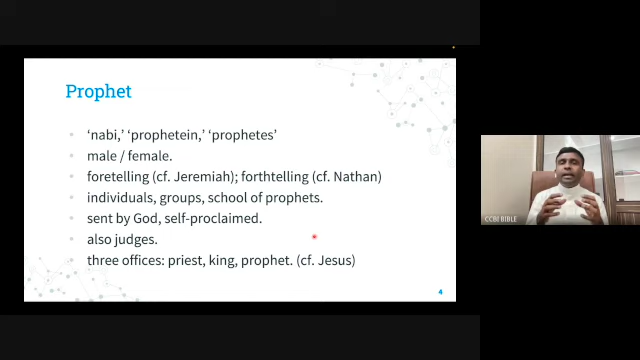 Prophet
‘nabi,’ ‘prophetein,’ ‘prophetes’
male / female.
foretelling (cf. Jeremiah); forthtelling (cf. Nathan)
individuals, groups, school of prophets.
sent by God, self-proclaimed.
also judges.
three offices: priest, king, prophet. (cf. Jesus)
4
CCBI BIBLE